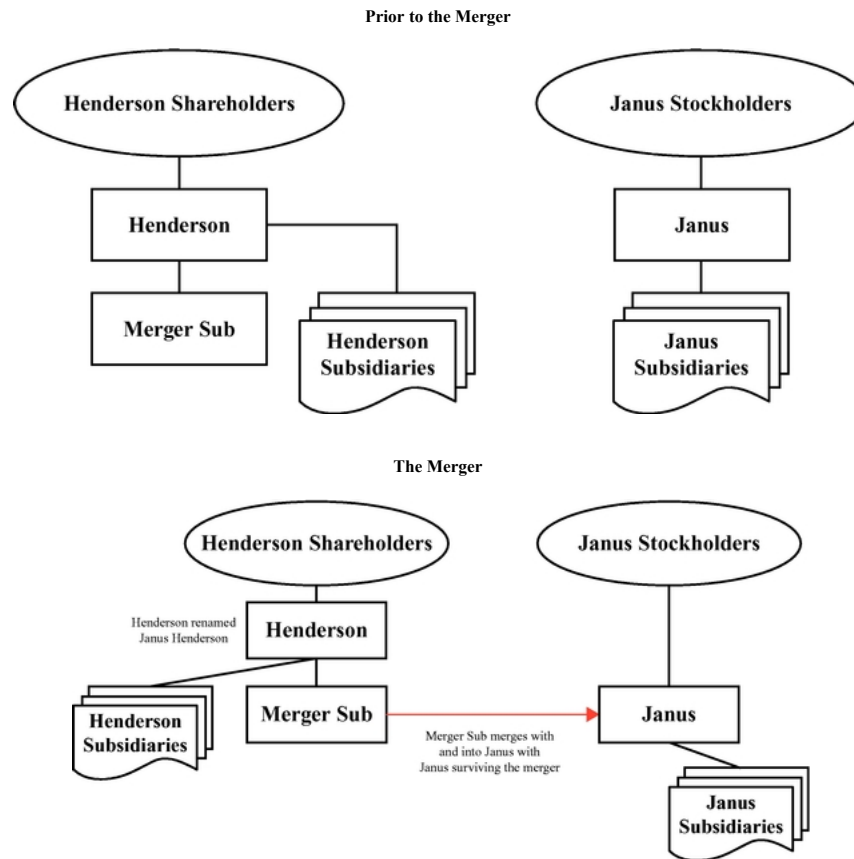 Prior to the Merger
Henderson Shareholders
Janus Stockholders
Henderson
Janus
Merger Sub
Henderson
Subsidiaries
Janus
Subsidiaries
The Merger
Henderson Shareholders
Janus Stockholders
Henderson renamed
Janus Henderson
Henderson
Henderson
Subsidiaries
Merger Sub
Janus
Merger Sub merges with
and into Janus with
Janus surviving the merger
Janus
Subsidiaries